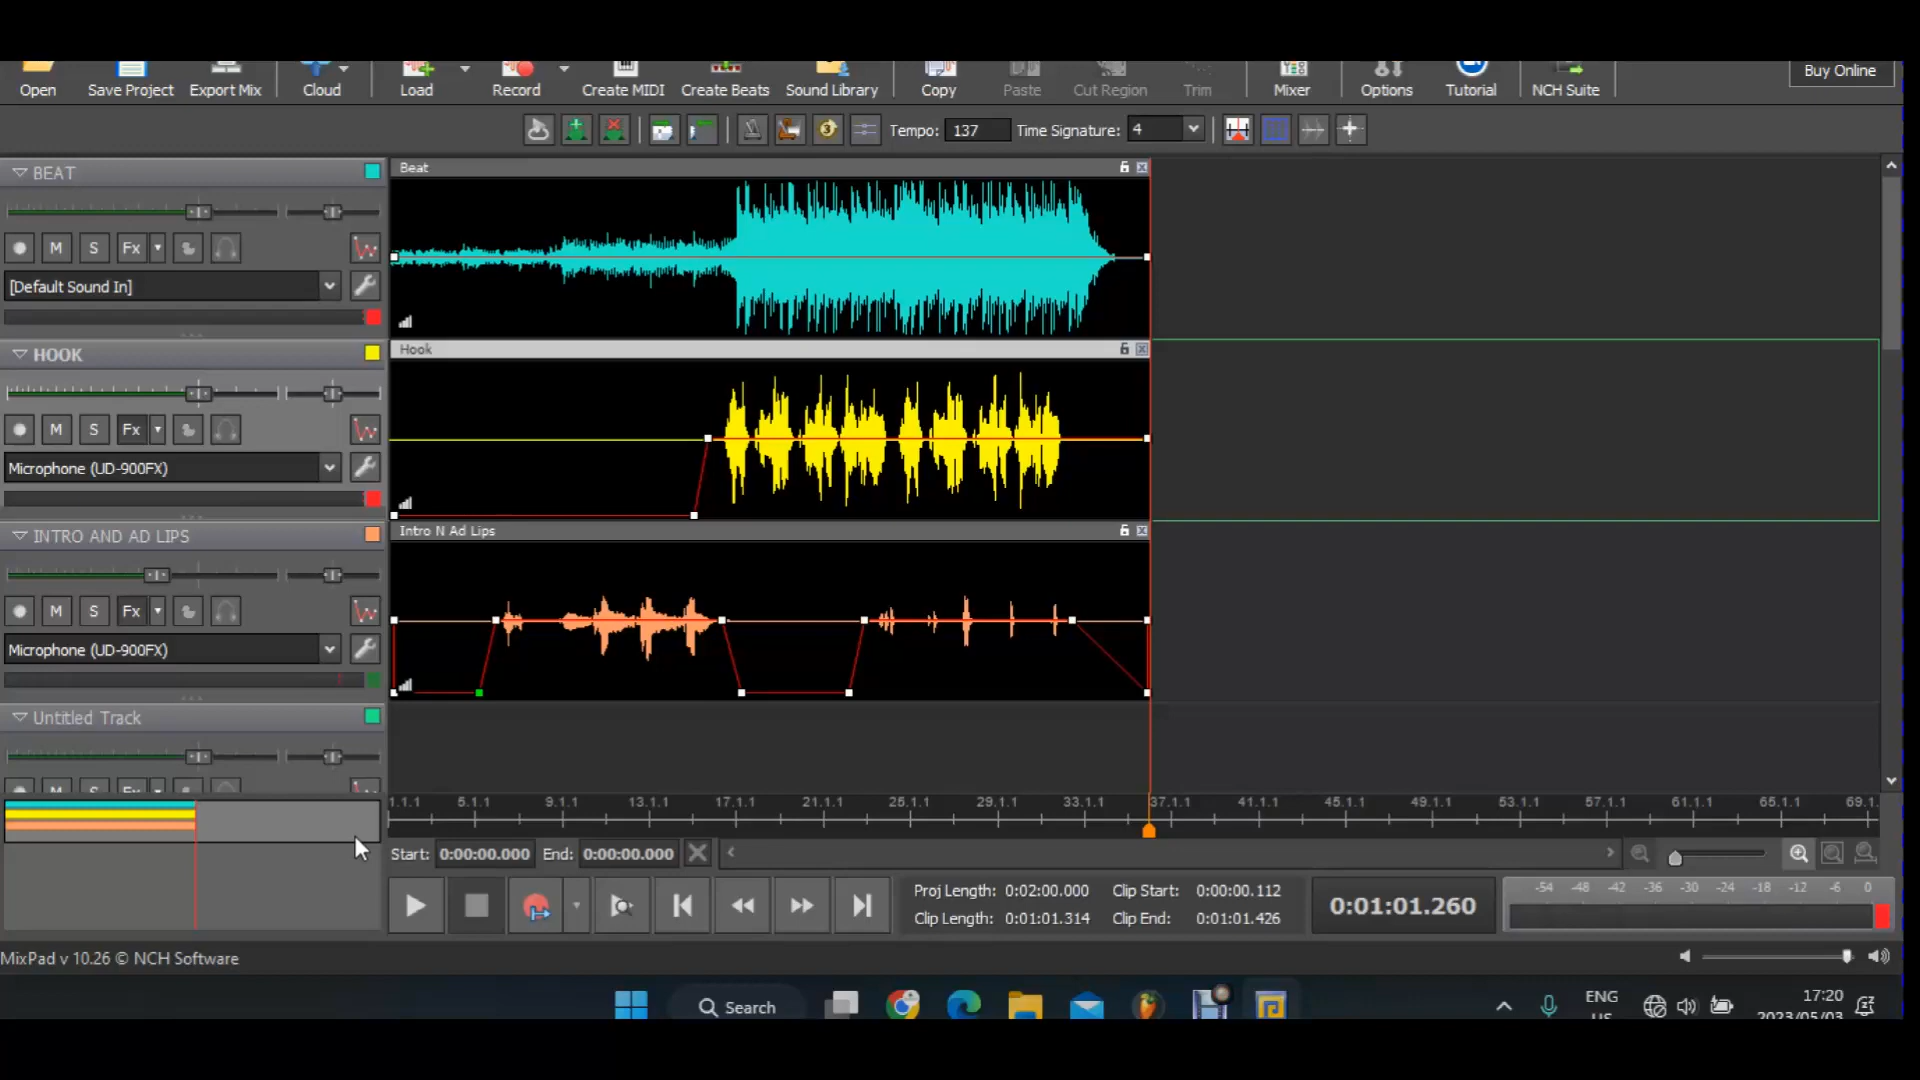 Buy Online
Open Save Project Export Mix Cloud Load Record Create MIDI Create Beats Sound Library Copy Paste Cut Region Trim Mixer Options Tutorial NCH Suite
Tempo: 137 Time Signature: 4
BEAT
Beat
M S Fx
[Default Sound In]
HOOK
Hook
M S Fx
Microphone (UD-900FX)
INTRO AND AD LIPS
Intro N Ad Lips
M S Fx
Microphone (UD-900FX)
Untitled Track
M S Fx
1.1.1 5.1.1 9.1.1 13.1.1 17.1.1 21.1.1 25.1.1 29.1.1 33.1.1 37.1.1 41.1.1 45.1.1 49.1.1 53.1.1 57.1.1 61.1.1 65.1.1 69.1.
Start: 0:00:00.000 End: 0:00:00.000
Proj Length: 0:02:00.000 Clip Start: 0:00:00.112
Clip Length: 0:01:01.314 Clip End: 0:01:01.426
0:01:01.260
-54 -48 -42 -36 -30 -24 -18 -12 -6 0
MixPad v 10.26 © NCH Software
Search
ENG
US
17:20
2023/05/03